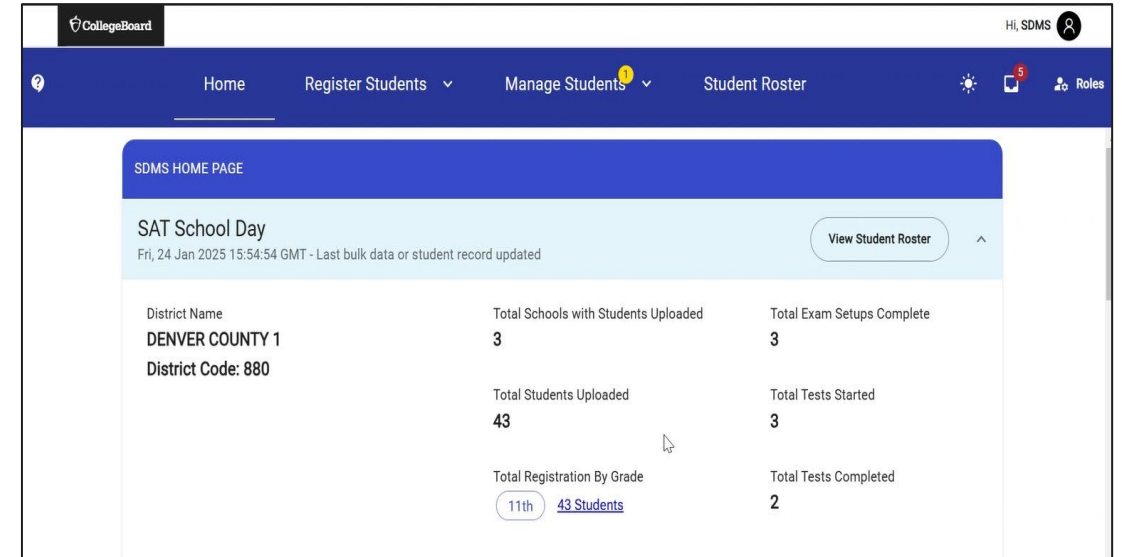 CollegeBoard
Hi, SDMS
Home
Register Students
Manage Students
1
Student Roster
5
Roles
SDMS HOME PAGE
SAT School Day
View Student Roster
Fri, 24 Jan 2025 15:54:54 GMT - Last bulk data or student record updated
District Name
DENVER COUNTY 1
District Code: 880
Total Schools with Students Uploaded
3
Total Exam Setups Complete
3
Total Students Uploaded
43
Total Tests Started
3
Total Registration By Grade
11th 43 Students
Total Tests Completed
2